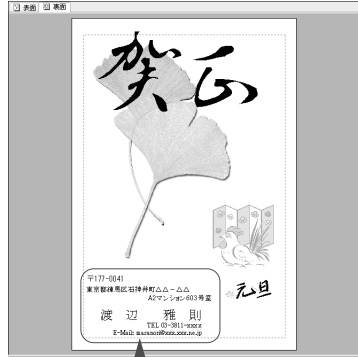 表面 裏面
賀正
元旦
〒177-0041
東京都練馬区石神井町△△－△△
A2マンション603号室
渡辺 雅則
TEL 03-3811-xxxx
E-Mail: marason@xxx.xxx.ne.jp